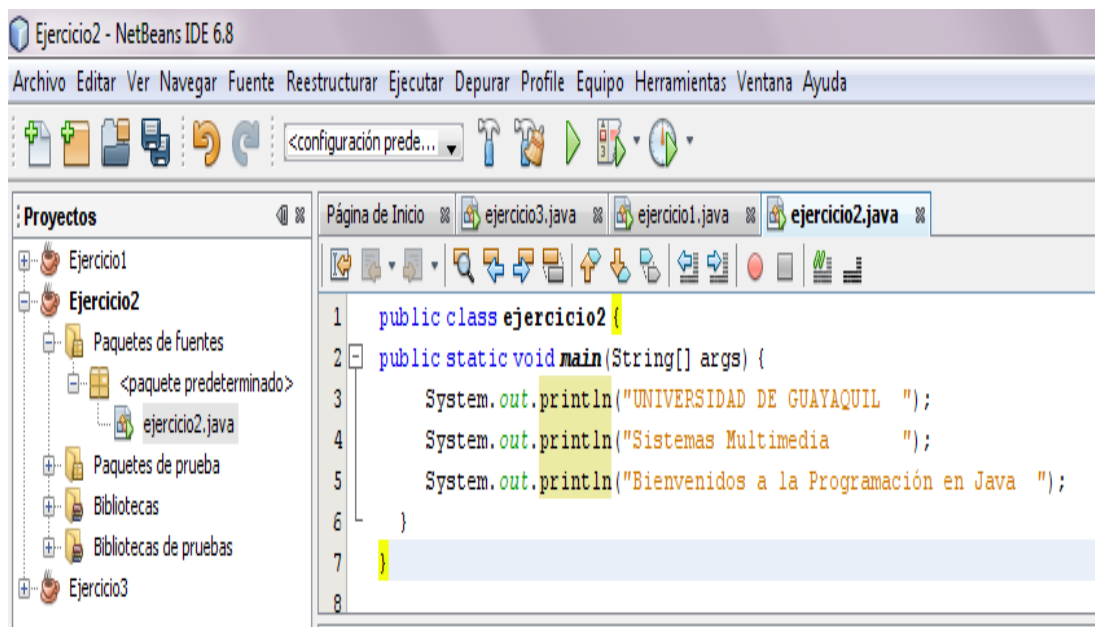 Ejercicio2 - NetBeans IDE 6.8
Archivo Editar Ver Navegar Fuente Reestructurar Ejecutar Depurar Profile Equipo Herramientas Ventana Ayuda
<configuración prede...
Proyectos
Ejercicio1
Ejercicio2
Paquetes de fuentes
<paquete predeterminado>
ejercicio2.java
Paquetes de prueba
Bibliotecas
Bibliotecas de pruebas
Ejercicio3
Página de Inicio ejercicio3.java ejercicio1.java ejercicio2.java
1 public class ejercicio2 {
2 public static void main(String[] args) {
3 System.out.println("UNIVERSIDAD DE GUAYAQUIL  ");
4 System.out.println("Sistemas Multimedia       ");
5 System.out.println("Bienvenidos a la Programación en Java  ");
6 }
7 }
8